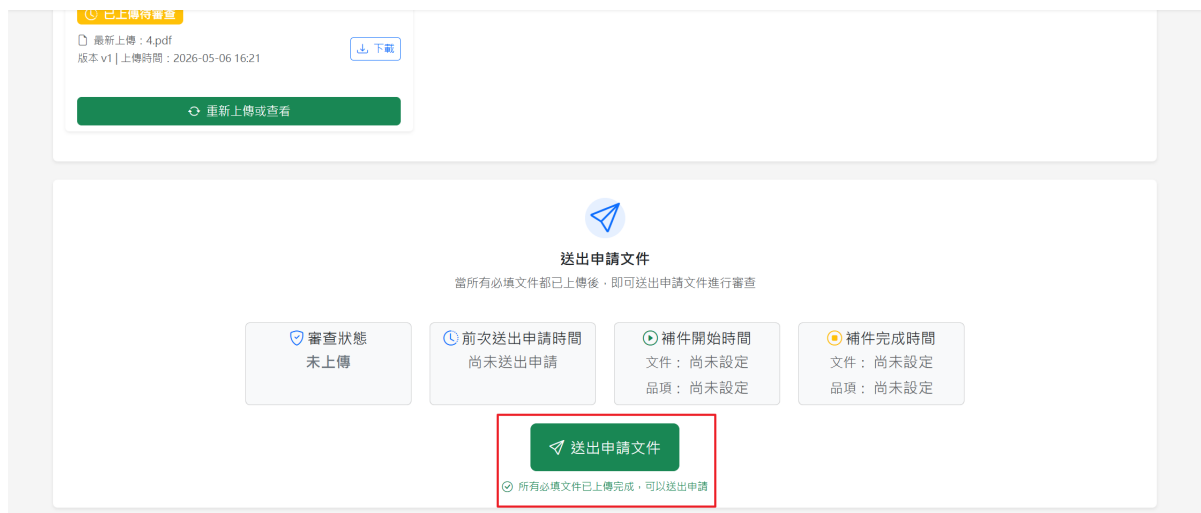 已上傳待審查
最新上傳：4.pdf
版本 v1 | 上傳時間：2026-05-06 16:21
下載
重新上傳或查看
送出申請文件
當所有必填文件都已上傳後，即可送出申請文件進行審查
審查狀態
未上傳
前次送出申請時間
尚未送出申請
補件開始時間
文件： 尚未設定
品項： 尚未設定
補件完成時間
文件： 尚未設定
品項： 尚未設定
送出申請文件
所有必填文件已上傳完成，可以送出申請